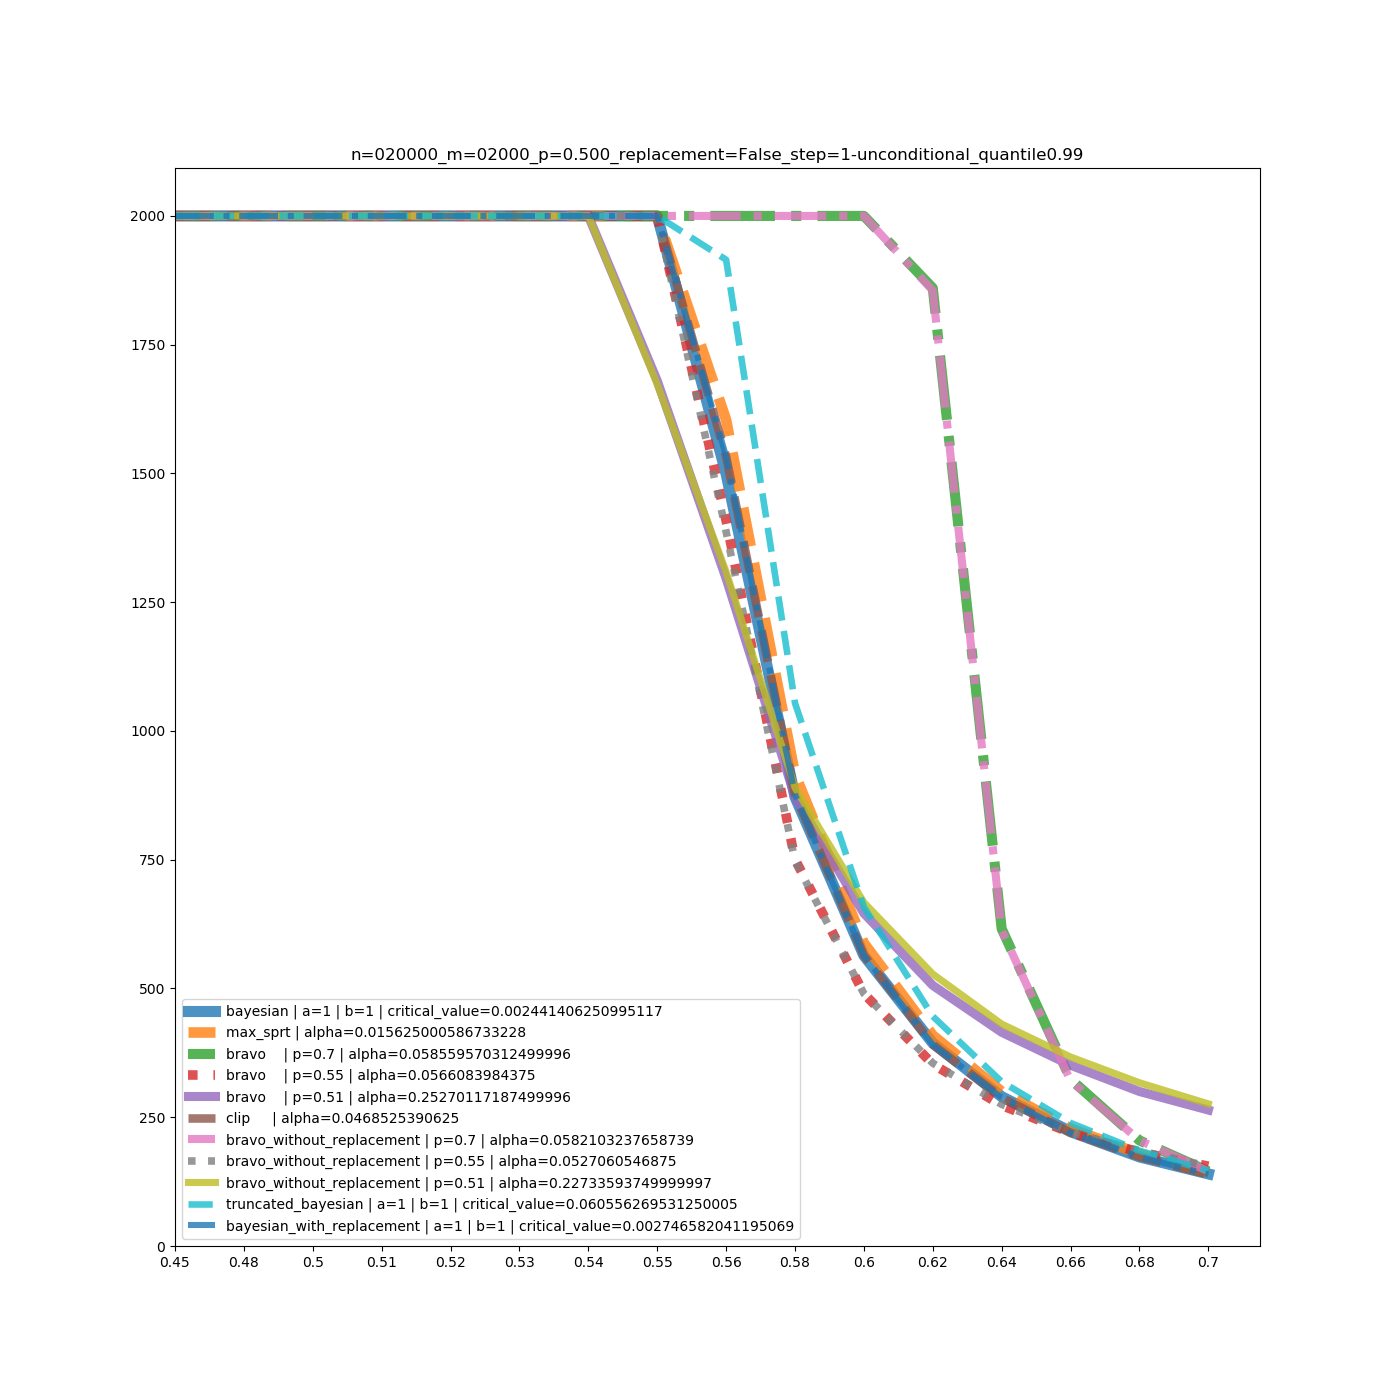 n=020000_m=02000_p=0.500_replacement=False_step=1-unconditional_quantile0.99
2000
1750
1500
1250
1000
750
500
250
0
bayesian | a=1 | b=1 | critical_value=0.002441406250995117
max_sprt | alpha=0.015625000586733228
bravo | p=0.7 | alpha=0.058559570312499996
bravo | p=0.55 | alpha=0.0566083984375
bravo | p=0.51 | alpha=0.25270117187499996
clip | alpha=0.0468525390625
bravo_without_replacement | p=0.7 | alpha=0.0582103237658739
bravo_without_replacement | p=0.55 | alpha=0.0527060546875
bravo_without_replacement | p=0.51 | alpha=0.22733593749999997
truncated_bayesian | a=1 | b=1 | critical_value=0.060556269531250005
bayesian_with_replacement | a=1 | b=1 | critical_value=0.002746582041195069
0.45 0.48 0.5 0.51 0.52 0.53 0.54 0.55 0.56 0.58 0.6 0.62 0.64 0.66 0.68 0.7